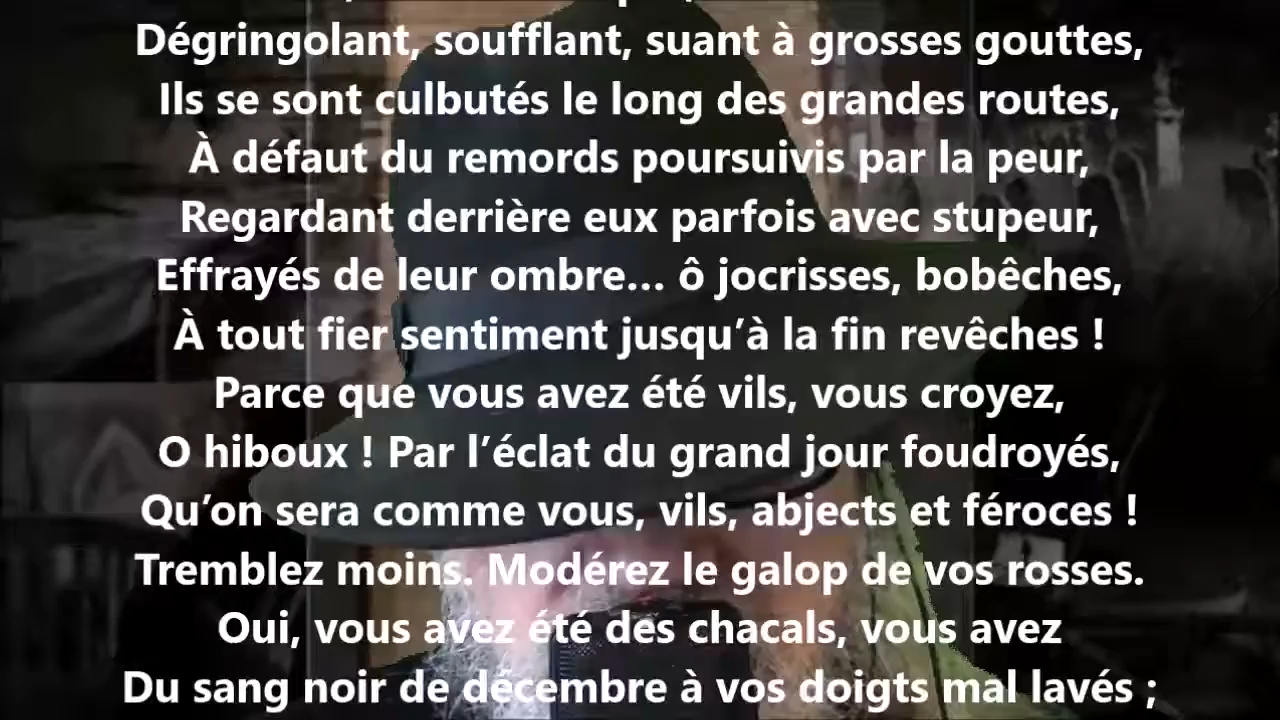 Dégringolant, soufflant, suant à grosses gouttes,
Ils se sont culbutés le long des grandes routes,
À défaut du remords poursuivis par la peur,
Regardant derrière eux parfois avec stupeur,
Effrayés de leur ombre… ô jocrisses, bobêches,
À tout fier sentiment jusqu’à la fin revêches !
Parce que vous avez été vils, vous croyez,
O hiboux ! Par l’éclat du grand jour foudroyés,
Qu’on sera comme vous, vils, abjects et féroces !
Tremblez moins. Modérez le galop de vos rosses.
Oui, vous avez été des chacals, vous avez
Du sang noir de décembre à vos doigts mal lavés ;